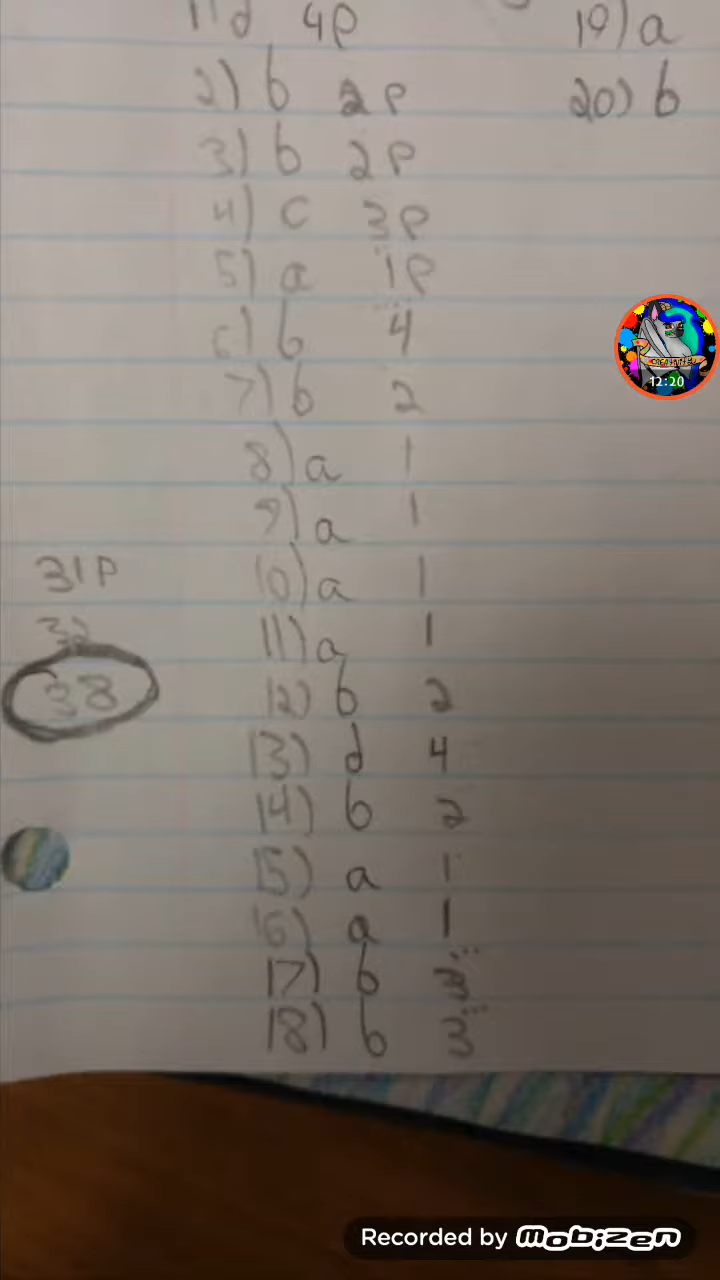 1) d 4P
2) b 2P
3) b 2P
4) c 3P
5) a 1P
6) b 4
7) b 2
8) a 1
9) a 1
10) a 1
11) a 1
12) b 2
13) d 4
14) b 2
15) a 1
16) a 1
17) b
18) b 3
31P
32
38
19) a
20) b
12:20
Recorded by mobizen